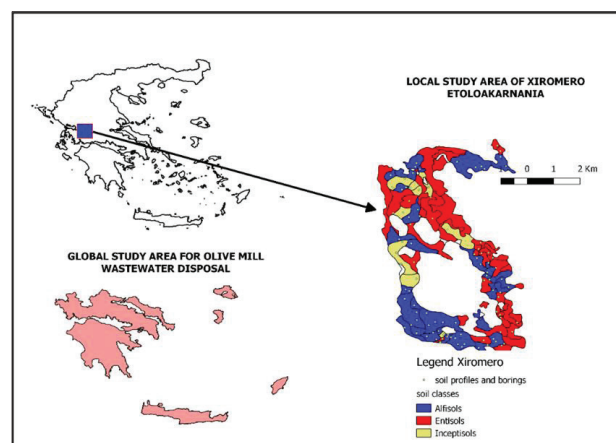 LOCAL STUDY AREA OF XIROMERO
ETOLOAKARNANIA
0 1 2 Km
GLOBAL STUDY AREA FOR OLIVE MILL
WASTEWATER DISPOSAL
Legend Xiromero
soil profiles and borings
soil classes
Alfisols
Entisols
Inceptisols